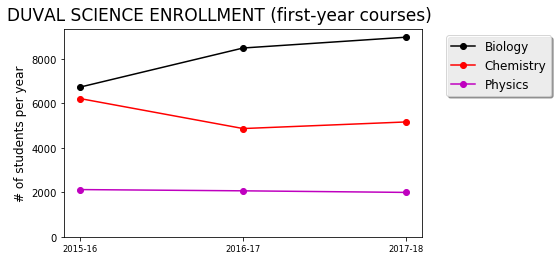 DUVAL SCIENCE ENROLLMENT (first-year courses)
# of students per year
8000
6000
4000
2000
0
2015-16
2016-17
2017-18
Biology
Chemistry
Physics